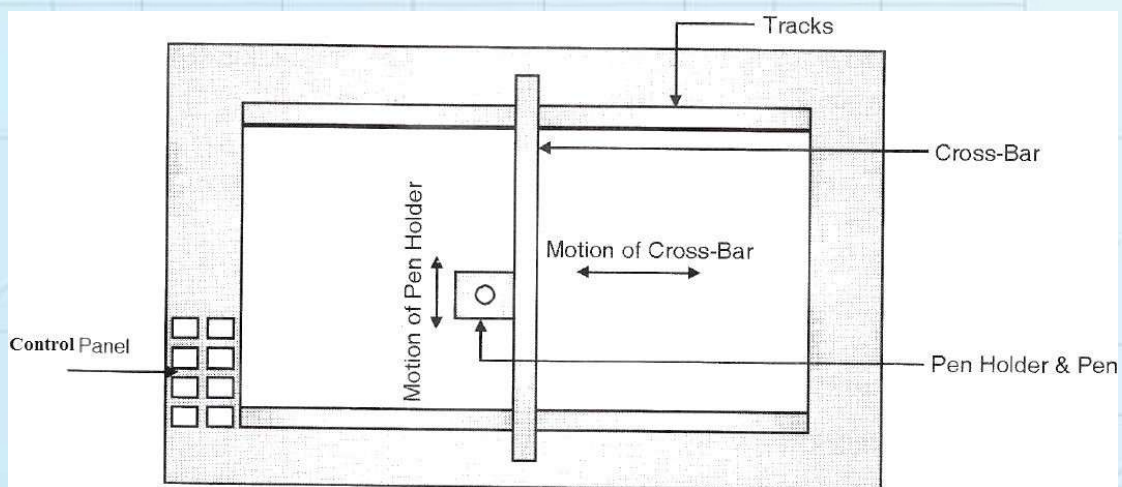 Tracks
Cross-Bar
Motion of Pen Holder
Motion of Cross-Bar
Control Panel
Pen Holder & Pen